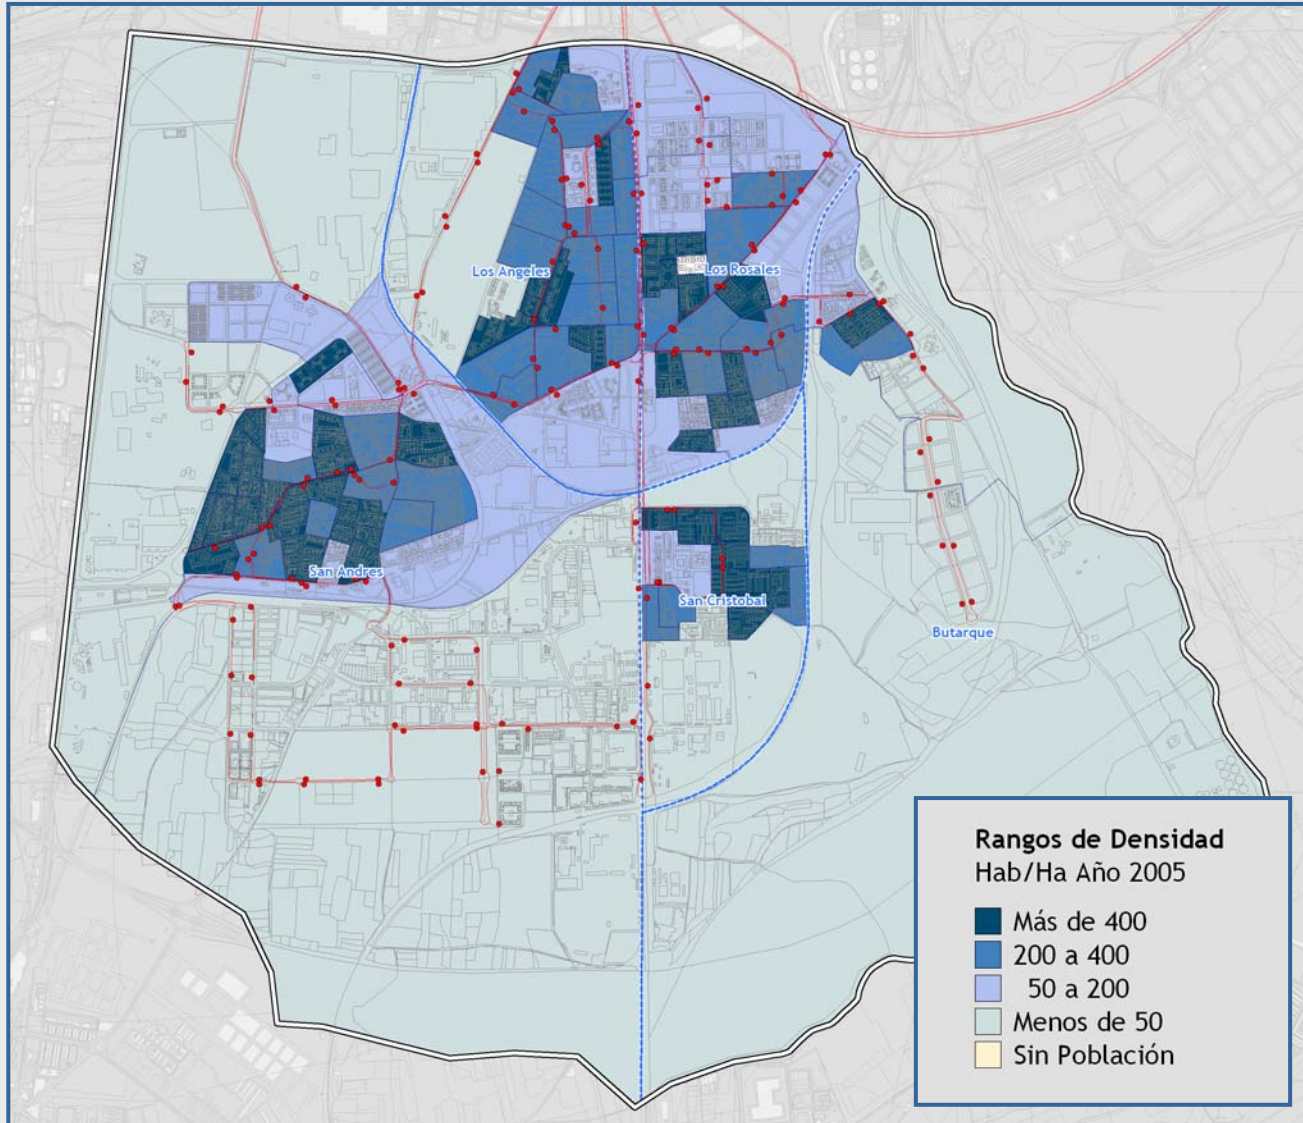 Los Angeles
Los Rosales
San Andres
San Cristobal
Butarque
Rangos de Densidad
Hab/Ha Año 2005
Más de 400
200 a 400
50 a 200
Menos de 50
Sin Población